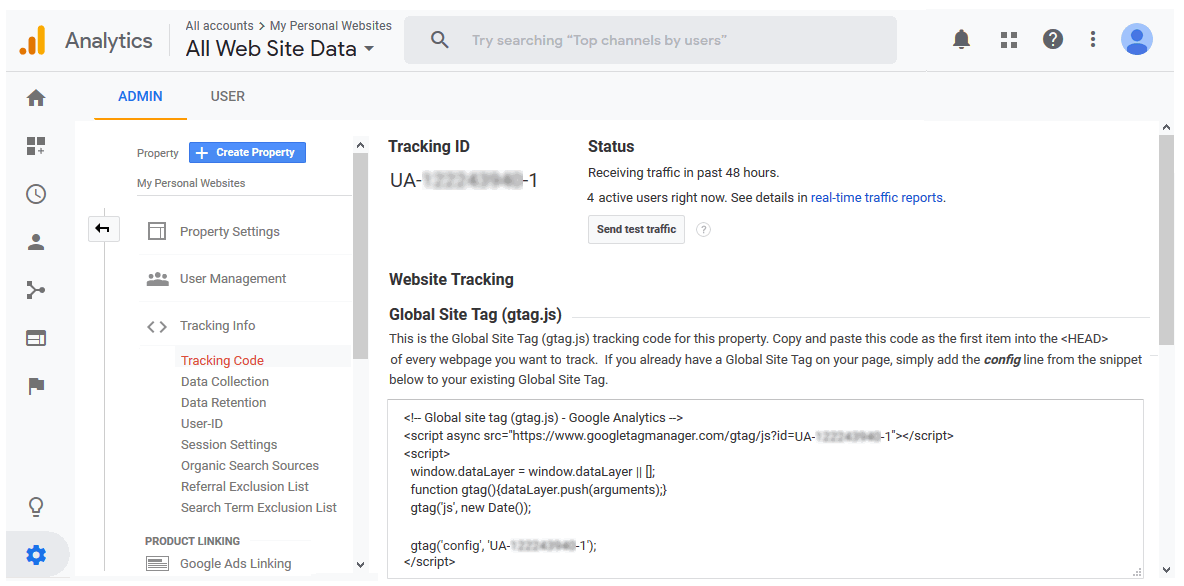 Analytics
All accounts > My Personal Websites
All Web Site Data
Try searching “Top channels by users”
ADMIN
USER
Property
Create Property
My Personal Websites
Property Settings
User Management
Tracking Info
Tracking Code
Data Collection
Data Retention
User-ID
Session Settings
Organic Search Sources
Referral Exclusion List
Search Term Exclusion List
PRODUCT LINKING
Google Ads Linking
Tracking ID
UA- -1
Status
Receiving traffic in past 48 hours.
4 active users right now. See details in real-time traffic reports.
Send test traffic
?
Website Tracking
Global Site Tag (gtag.js)
This is the Global Site Tag (gtag.js) tracking code for this property. Copy and paste this code as the first item into the <HEAD>
of every webpage you want to track. If you already have a Global Site Tag on your page, simply add the config line from the snippet
below to your existing Global Site Tag.
<!-- Global site tag (gtag.js) - Google Analytics -->
<script async src="https://www.googletagmanager.com/gtag/js?id=UA- -1"></script>
<script>
window.dataLayer = window.dataLayer || [];
function gtag(){dataLayer.push(arguments);}
gtag('js', new Date());
gtag('config', 'UA- -1');
</script>